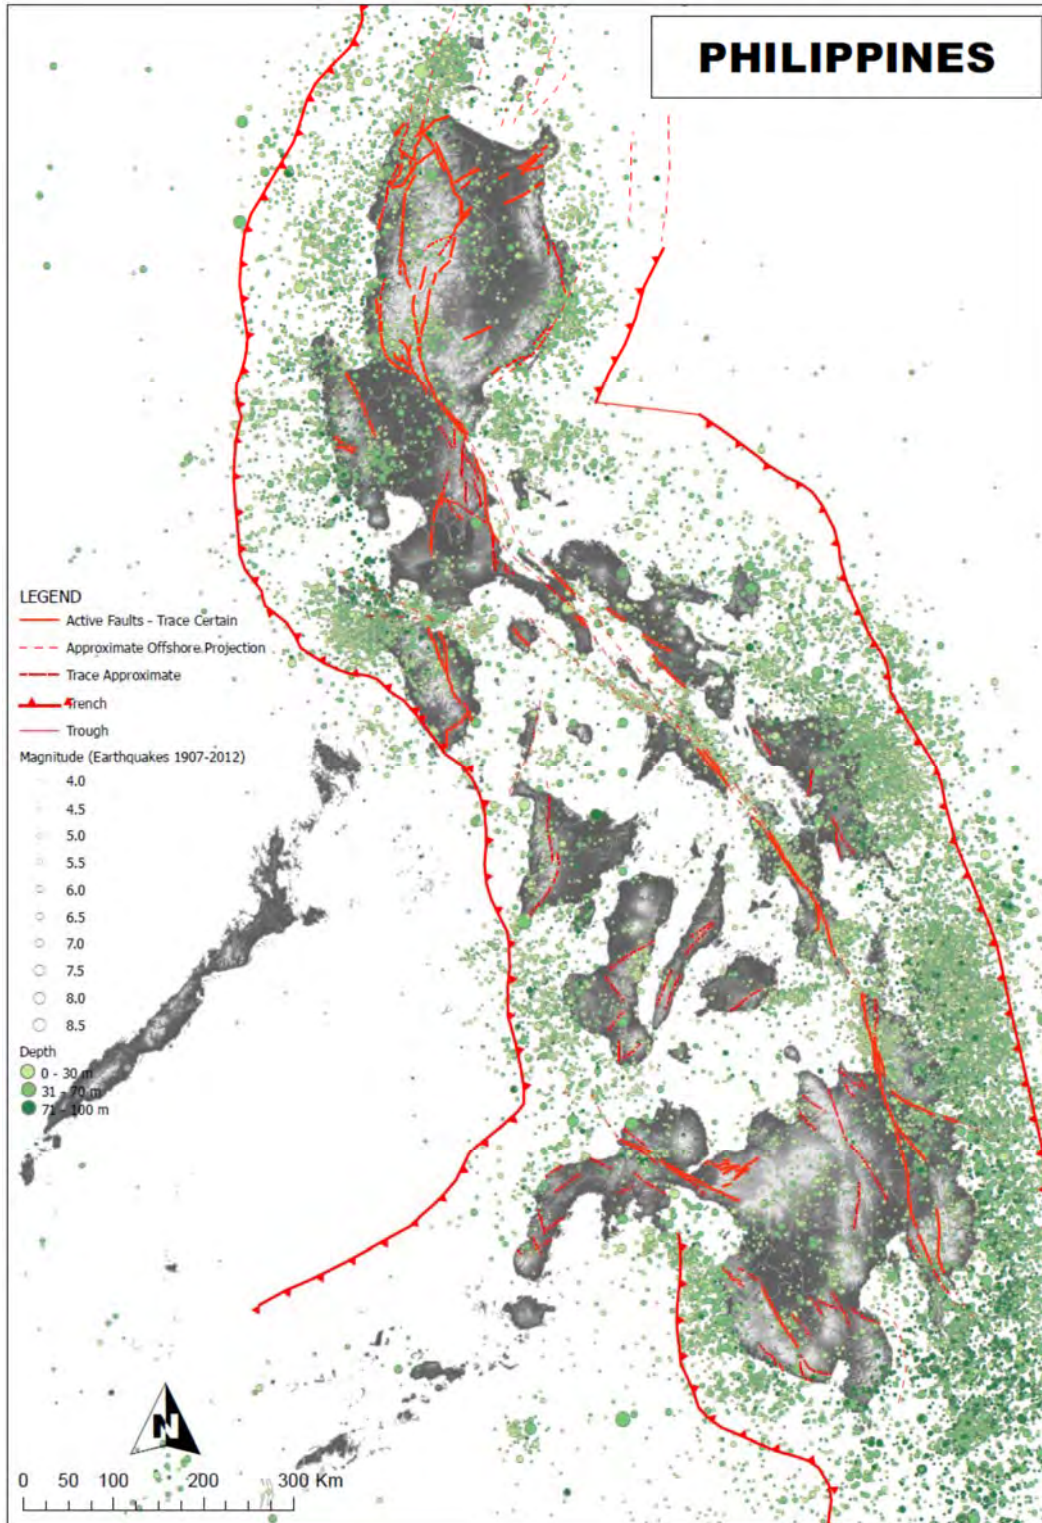 PHILIPPINES
LEGEND
Active Faults - Trace Certain
Approximate Offshore Projection
Trace Approximate
Trench
Trough
Magnitude (Earthquakes 1907-2012)
4.0
4.5
5.0
5.5
6.0
6.5
7.0
7.5
8.0
8.5
Depth
0 - 30 m
31 - 70 m
71 - 100 m
N
0 50 100 200 300 Km